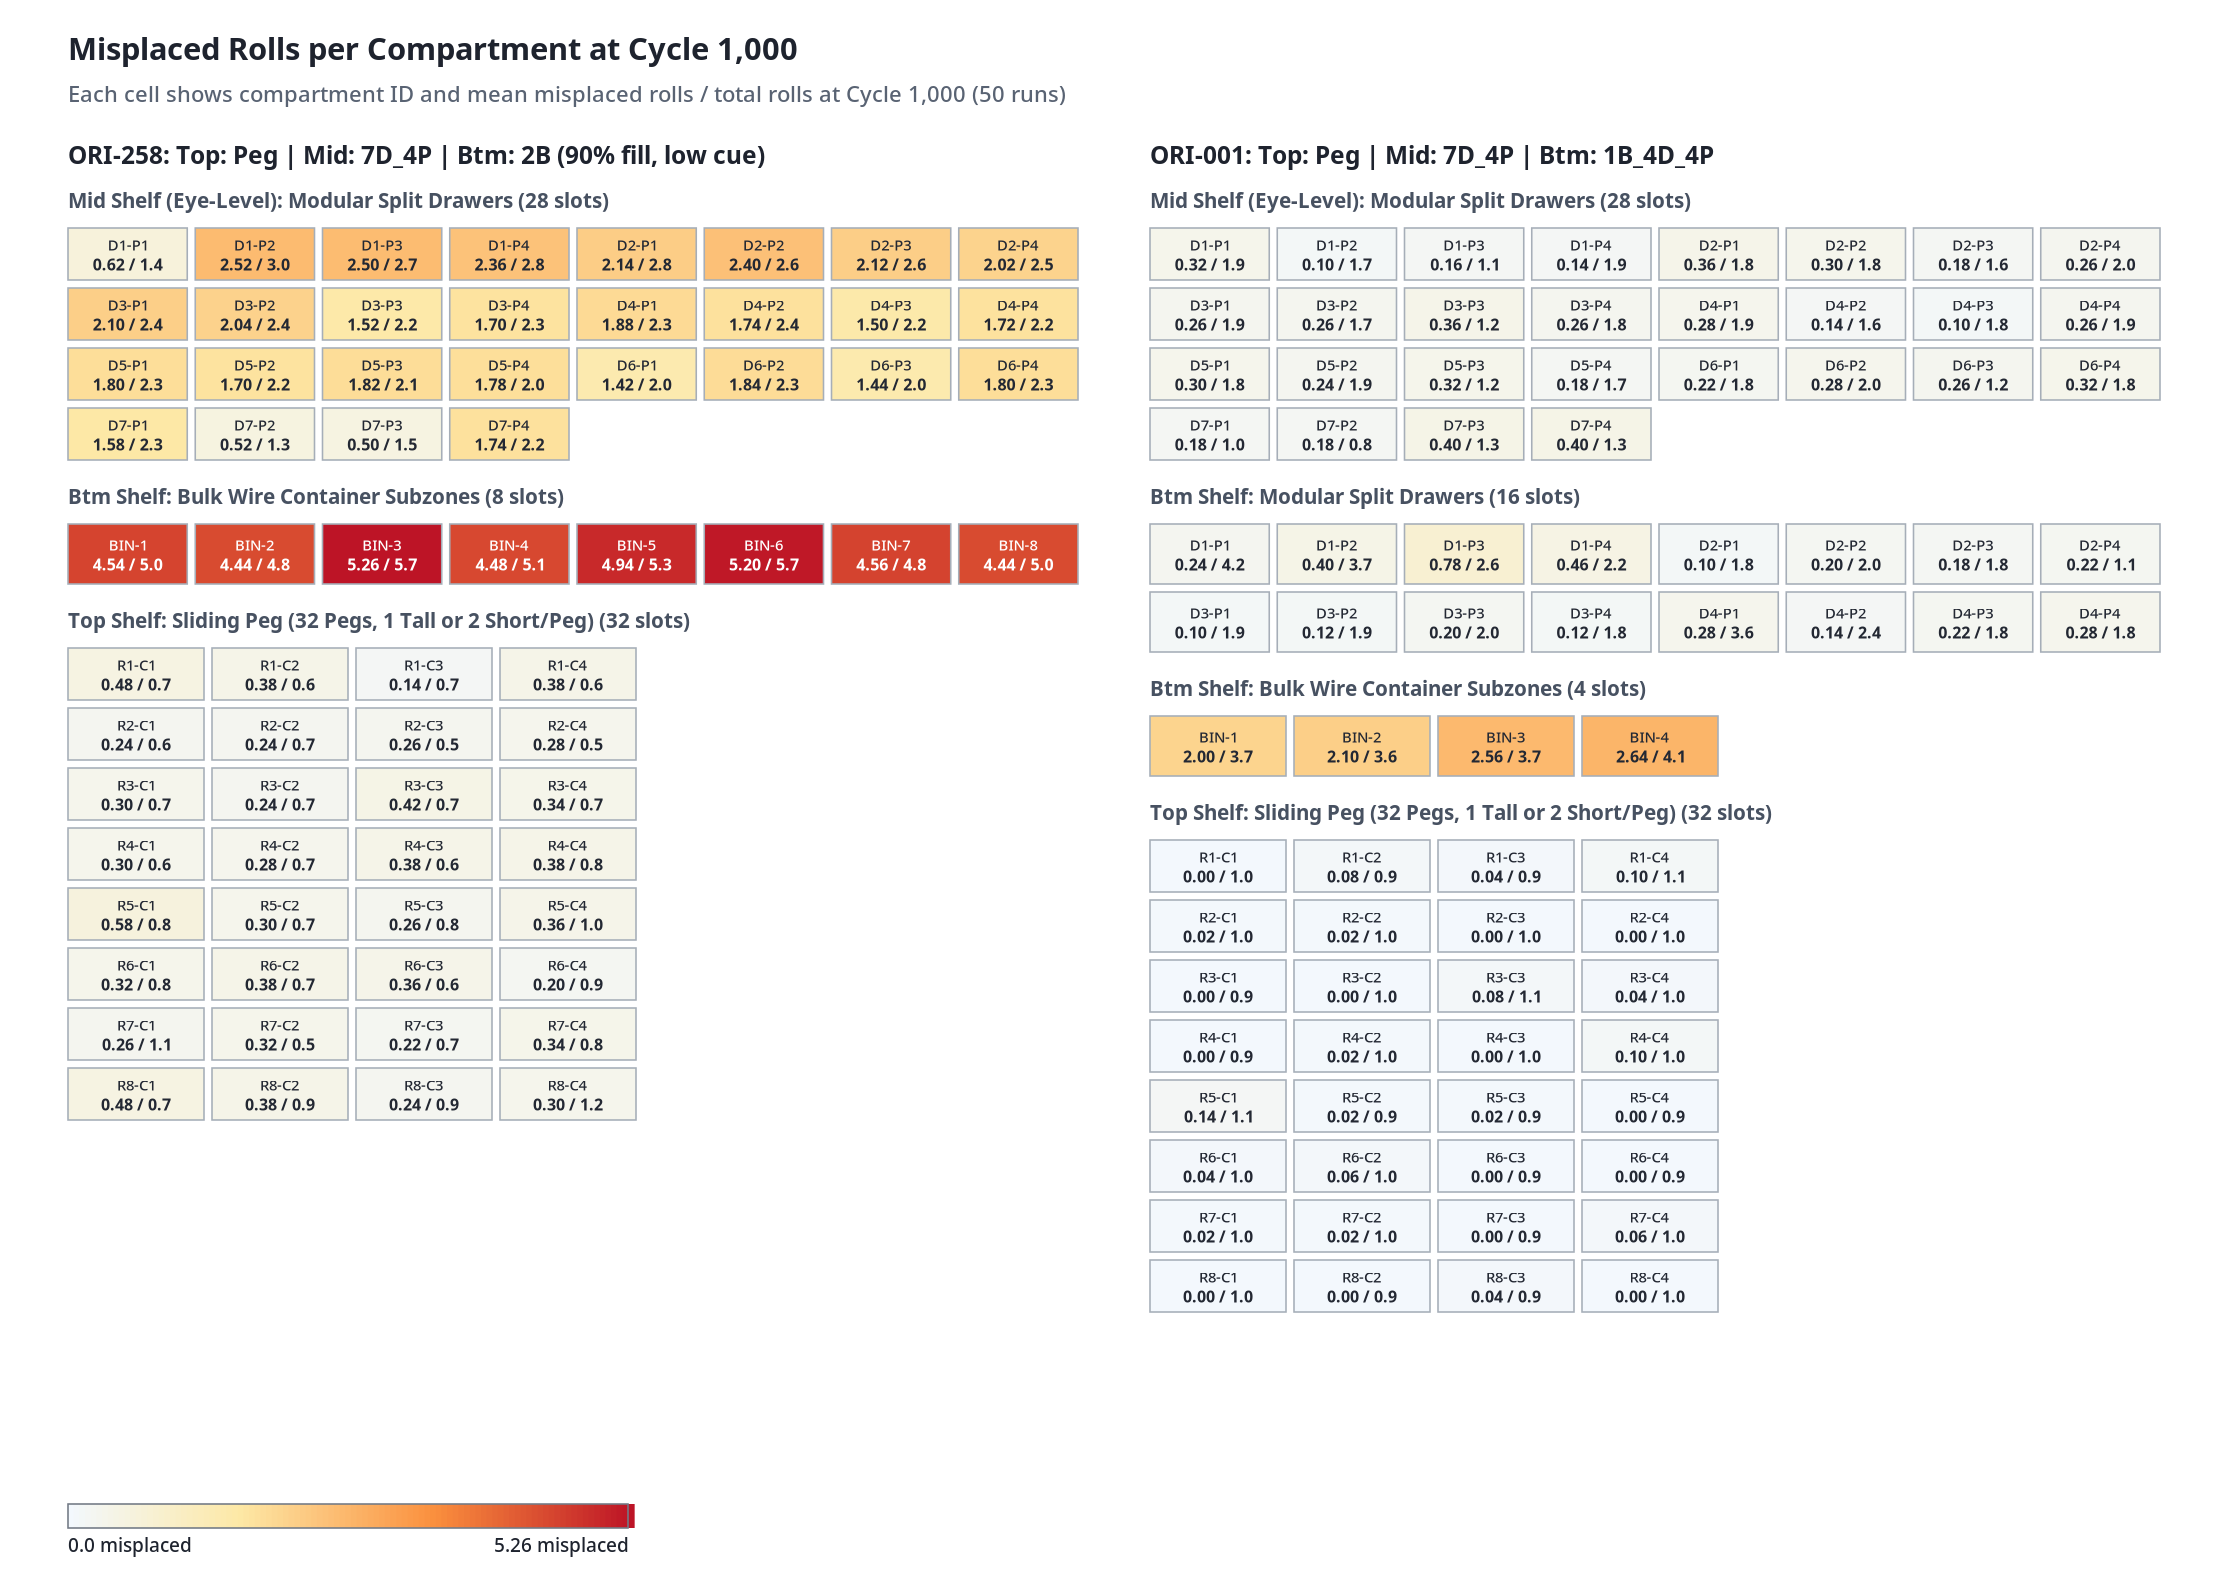 Misplaced Rolls per Compartment at Cycle 1,000
Each cell shows compartment ID and mean misplaced rolls / total rolls at Cycle 1,000 (50 runs)
ORI-258: Top: Peg | Mid: 7D_4P | Btm: 2B (90% fill, low cue)
Mid Shelf (Eye-Level): Modular Split Drawers (28 slots)
D1-P1 D1-P2 D1-P3 D1-P4 D2-P1 D2-P2 D2-P3 D2-P4
0.62 / 1.4 2.52 / 3.0 2.50 / 2.7 2.36 / 2.8 2.14 / 2.8 2.40 / 2.6 2.12 / 2.6 2.02 / 2.5
D3-P1 D3-P2 D3-P3 D3-P4 D4-P1 D4-P2 D4-P3 D4-P4
2.10 / 2.4 2.04 / 2.4 1.52 / 2.2 1.70 / 2.3 1.88 / 2.3 1.74 / 2.4 1.50 / 2.2 1.72 / 2.2
D5-P1 D5-P2 D5-P3 D5-P4 D6-P1 D6-P2 D6-P3 D6-P4
1.80 / 2.3 1.70 / 2.2 1.82 / 2.1 1.78 / 2.0 1.42 / 2.0 1.84 / 2.3 1.44 / 2.0 1.80 / 2.3
D7-P1 D7-P2 D7-P3 D7-P4
1.58 / 2.3 0.52 / 1.3 0.50 / 1.5 1.74 / 2.2
Btm Shelf: Bulk Wire Container Subzones (8 slots)
BIN-1 BIN-2 BIN-3 BIN-4 BIN-5 BIN-6 BIN-7 BIN-8
4.54 / 5.0 4.44 / 4.8 5.26 / 5.7 4.48 / 5.1 4.94 / 5.3 5.20 / 5.7 4.56 / 4.8 4.44 / 5.0
Top Shelf: Sliding Peg (32 Pegs, 1 Tall or 2 Short/Peg) (32 slots)
R1-C1 R1-C2 R1-C3 R1-C4
0.48 / 0.7 0.38 / 0.6 0.14 / 0.7 0.38 / 0.6
R2-C1 R2-C2 R2-C3 R2-C4
0.24 / 0.6 0.24 / 0.7 0.26 / 0.5 0.28 / 0.5
R3-C1 R3-C2 R3-C3 R3-C4
0.30 / 0.7 0.24 / 0.7 0.42 / 0.7 0.34 / 0.7
R4-C1 R4-C2 R4-C3 R4-C4
0.30 / 0.6 0.28 / 0.7 0.38 / 0.6 0.38 / 0.8
R5-C1 R5-C2 R5-C3 R5-C4
0.58 / 0.8 0.30 / 0.7 0.26 / 0.8 0.36 / 1.0
R6-C1 R6-C2 R6-C3 R6-C4
0.32 / 0.8 0.38 / 0.7 0.36 / 0.6 0.20 / 0.9
R7-C1 R7-C2 R7-C3 R7-C4
0.26 / 1.1 0.32 / 0.5 0.22 / 0.7 0.34 / 0.8
R8-C1 R8-C2 R8-C3 R8-C4
0.48 / 0.7 0.38 / 0.9 0.24 / 0.9 0.30 / 1.2
ORI-001: Top: Peg | Mid: 7D_4P | Btm: 1B_4D_4P
Mid Shelf (Eye-Level): Modular Split Drawers (28 slots)
D1-P1 D1-P2 D1-P3 D1-P4 D2-P1 D2-P2 D2-P3 D2-P4
0.32 / 1.9 0.10 / 1.7 0.16 / 1.1 0.14 / 1.9 0.36 / 1.8 0.30 / 1.8 0.18 / 1.6 0.26 / 2.0
D3-P1 D3-P2 D3-P3 D3-P4 D4-P1 D4-P2 D4-P3 D4-P4
0.26 / 1.9 0.26 / 1.7 0.36 / 1.2 0.26 / 1.8 0.28 / 1.9 0.14 / 1.6 0.10 / 1.8 0.26 / 1.9
D5-P1 D5-P2 D5-P3 D5-P4 D6-P1 D6-P2 D6-P3 D6-P4
0.30 / 1.8 0.24 / 1.9 0.32 / 1.2 0.18 / 1.7 0.22 / 1.8 0.28 / 2.0 0.26 / 1.2 0.32 / 1.8
D7-P1 D7-P2 D7-P3 D7-P4
0.18 / 1.0 0.18 / 0.8 0.40 / 1.3 0.40 / 1.3
Btm Shelf: Modular Split Drawers (16 slots)
D1-P1 D1-P2 D1-P3 D1-P4 D2-P1 D2-P2 D2-P3 D2-P4
0.24 / 4.2 0.40 / 3.7 0.78 / 2.6 0.46 / 2.2 0.10 / 1.8 0.20 / 2.0 0.18 / 1.8 0.22 / 1.1
D3-P1 D3-P2 D3-P3 D3-P4 D4-P1 D4-P2 D4-P3 D4-P4
0.10 / 1.9 0.12 / 1.9 0.20 / 2.0 0.12 / 1.8 0.28 / 3.6 0.14 / 2.4 0.22 / 1.8 0.28 / 1.8
Btm Shelf: Bulk Wire Container Subzones (4 slots)
BIN-1 BIN-2 BIN-3 BIN-4
2.00 / 3.7 2.10 / 3.6 2.56 / 3.7 2.64 / 4.1
Top Shelf: Sliding Peg (32 Pegs, 1 Tall or 2 Short/Peg) (32 slots)
R1-C1 R1-C2 R1-C3 R1-C4
0.00 / 1.0 0.08 / 0.9 0.04 / 0.9 0.10 / 1.1
R2-C1 R2-C2 R2-C3 R2-C4
0.02 / 1.0 0.02 / 1.0 0.00 / 1.0 0.00 / 1.0
R3-C1 R3-C2 R3-C3 R3-C4
0.00 / 0.9 0.00 / 1.0 0.08 / 1.1 0.04 / 1.0
R4-C1 R4-C2 R4-C3 R4-C4
0.00 / 0.9 0.02 / 1.0 0.00 / 1.0 0.10 / 1.0
R5-C1 R5-C2 R5-C3 R5-C4
0.14 / 1.1 0.02 / 0.9 0.02 / 0.9 0.00 / 0.9
R6-C1 R6-C2 R6-C3 R6-C4
0.04 / 1.0 0.06 / 1.0 0.00 / 0.9 0.00 / 0.9
R7-C1 R7-C2 R7-C3 R7-C4
0.02 / 1.0 0.02 / 1.0 0.00 / 0.9 0.06 / 1.0
R8-C1 R8-C2 R8-C3 R8-C4
0.00 / 1.0 0.00 / 0.9 0.04 / 0.9 0.00 / 1.0
0.0 misplaced 5.26 misplaced